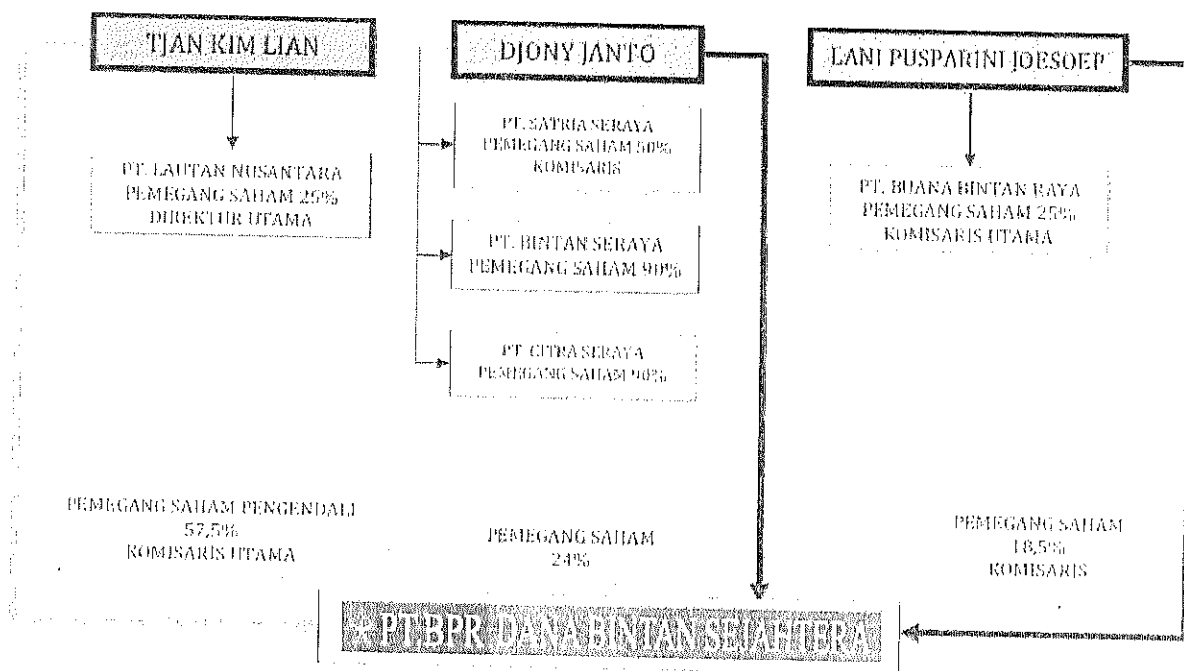 TJAN KIM LIAN
DJONY JANTO
LANI PUSPARINI JOESOEP
PT. LAUTAN NUSANTARA
PEMEGANG SAHAM 25%
DIREKTUR UTAMA
PT. SATRIA SERAYA
PEMEGANG SAHAM 50%
KOMISARIS
PT. BINTAN SERAYA
PEMEGANG SAHAM 90%
PT. CITRA SERAYA
PEMEGANG SAHAM 90%
PT. BUANA BINTAN RAYA
PEMEGANG SAHAM 25%
KOMISARIS UTAMA
PEMEGANG SAHAM PENGENDALI
57,5%
KOMISARIS UTAMA
PEMEGANG SAHAM
24%
PEMEGANG SAHAM
18,5%
KOMISARIS
PT BPR DANA BINTAN SEJAHTERA